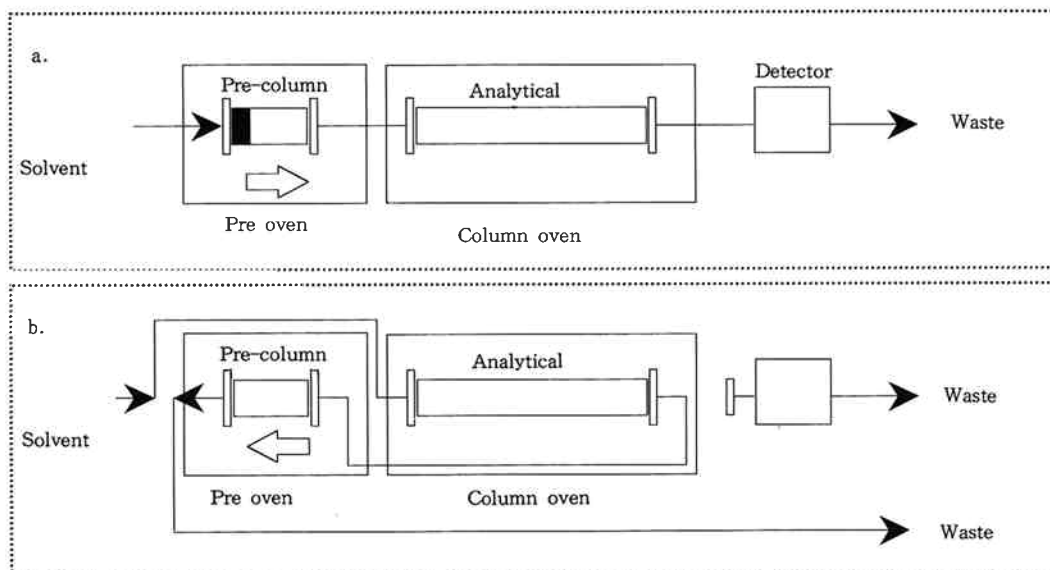 a.
Detector
Pre-column
Analytical
Waste
Solvent
Pre oven
Column oven
b.
Pre-column
Analytical
Waste
Solvent
Pre oven
Column oven
Waste